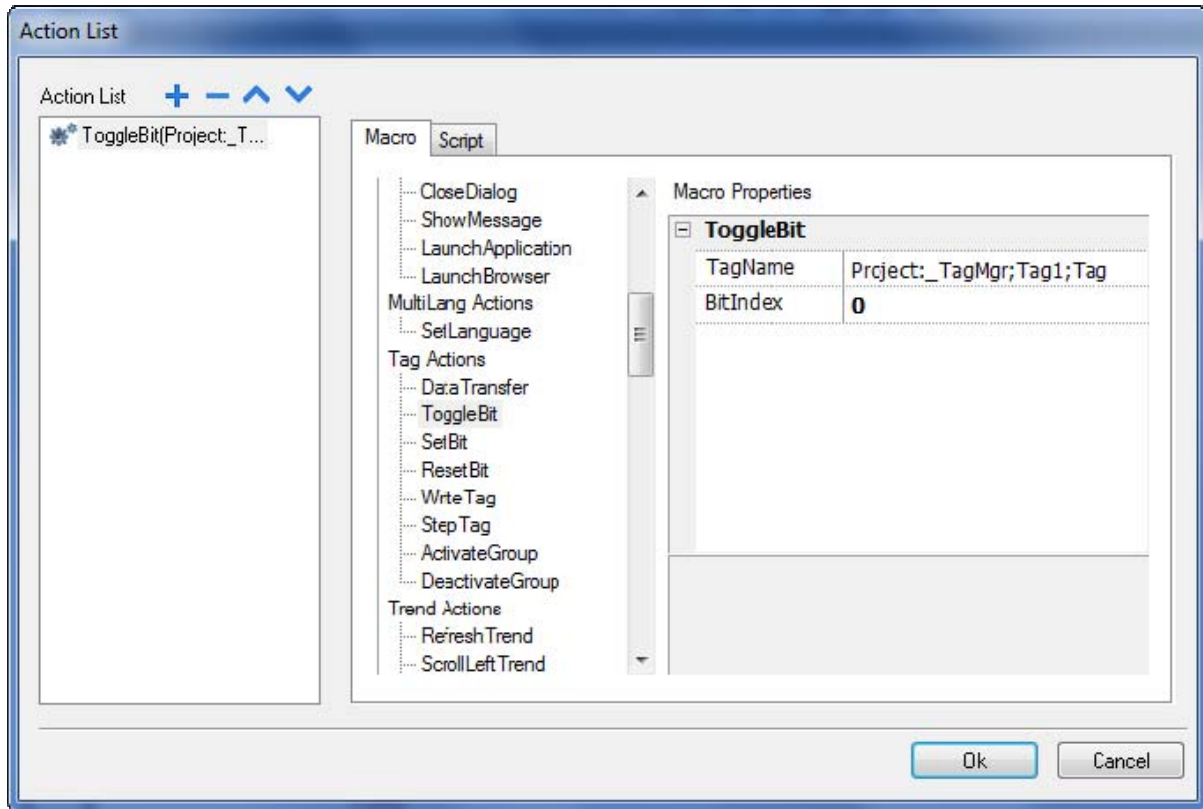 Action List
Action List
ToggleBit(Project:_T...
Macro
Script
CloseDialog
ShowMessage
LaunchApplication
LaunchBrowser
MultiLang Actions
SetLanguage
Tag Actions
DataTransfer
ToggleBit
SetBit
ResetBit
WriteTag
StepTag
ActivateGroup
DeactivateGroup
Trend Actions
RefreshTrend
ScrollLeftTrend
Macro Properties
ToggleBit
TagName Project:_TagMgr;Tag1;Tag
BitIndex 0
Ok
Cancel